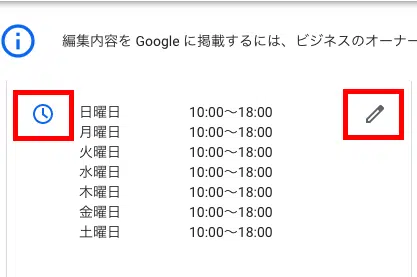 編集内容を Google に掲載するには、ビジネスのオーナー
日曜日 10:00～18:00
月曜日 10:00～18:00
火曜日 10:00～18:00
水曜日 10:00～18:00
木曜日 10:00～18:00
金曜日 10:00～18:00
土曜日 10:00～18:00